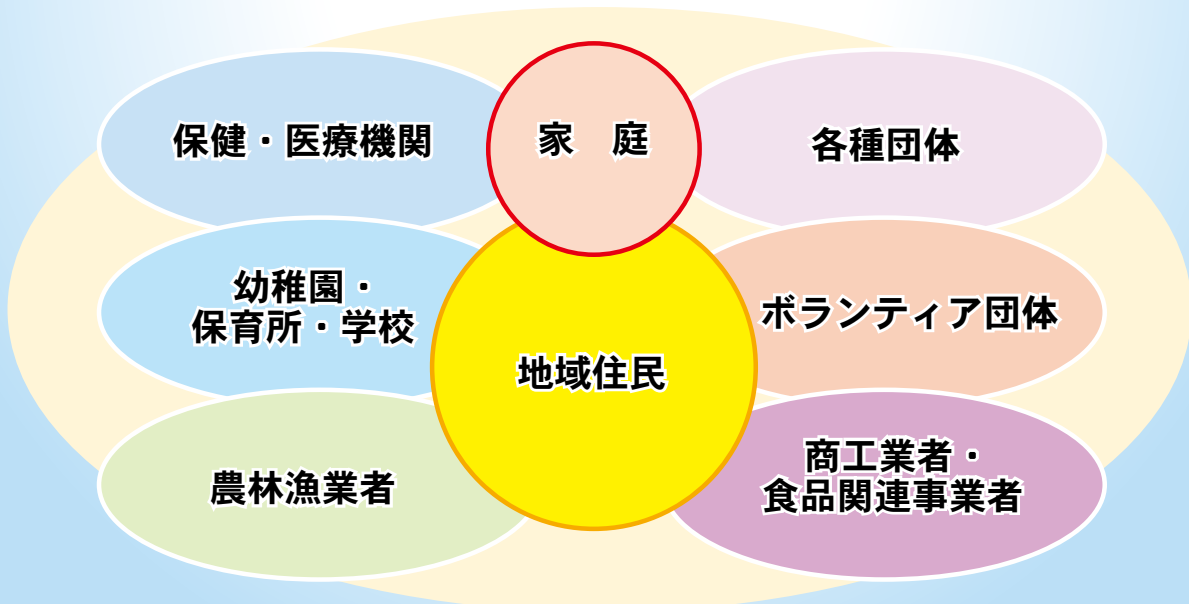 保健・医療機関
家　庭
各種団体
幼稚園・
保育所・学校
地域住民
ボランティア団体
農林漁業者
商工業者・
食品関連事業者